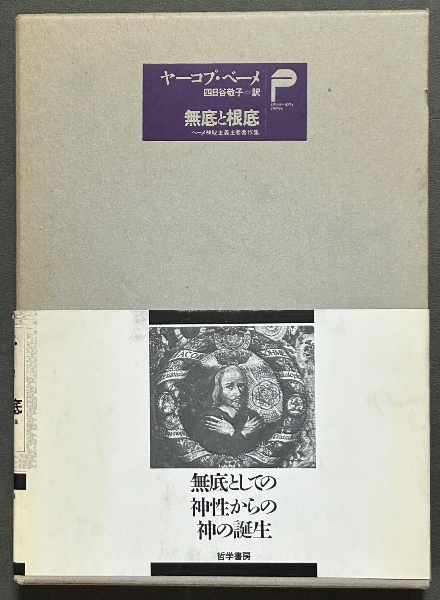 ヤーコプ・ベーメ
四日谷敬子=訳
無底と根底
ベーメ神秘主義主要著作集
P
無底としての
神性からの
神の誕生
哲学書房
底